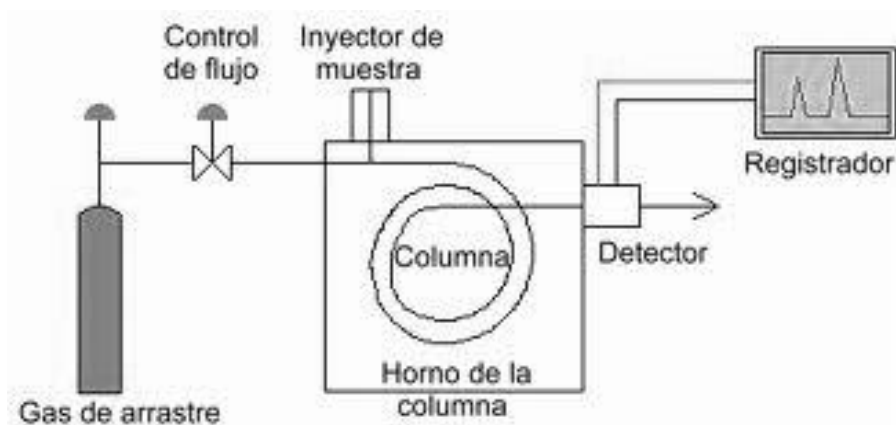 Control
de flujo
Inyector de
muestra
Registrador
Columna
Detector
Horno de la
columna
Gas de arrastre